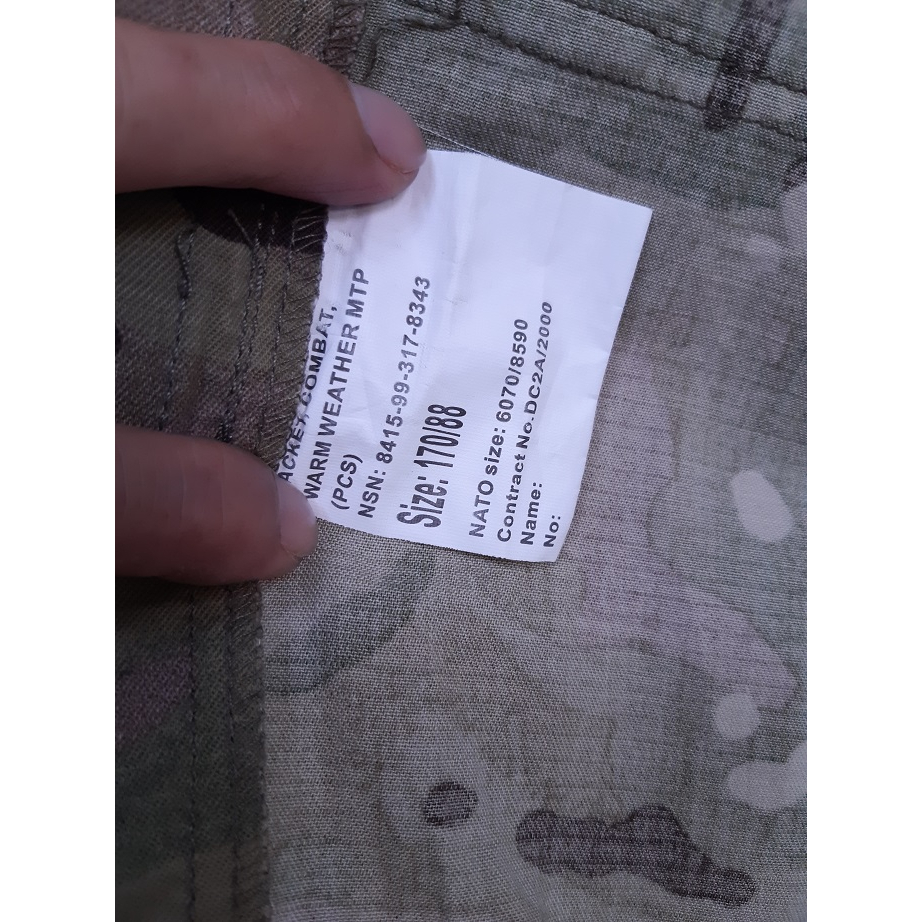 ACKET, COMBAT,
WARM WEATHER MTP
(PCS)
NSN: 8415-99-317-8343
Size: 170/88
NATO size: 6070/8590
Contract No.DC2A/2000
Name:
No: